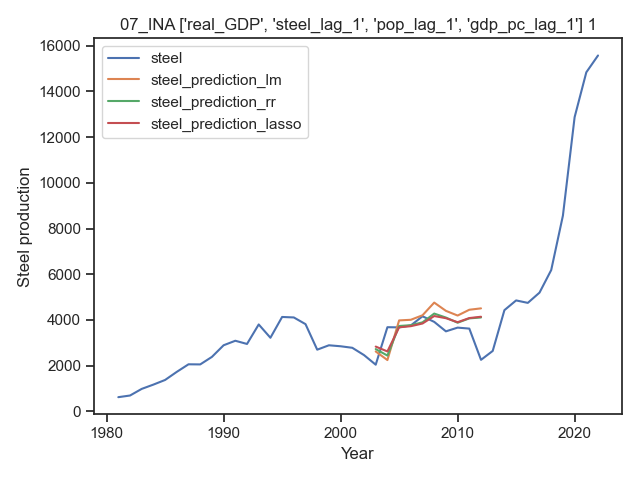 07_INA ['real_GDP', 'steel_lag_1', 'pop_lag_1', 'gdp_pc_lag_1'] 1
16000
14000
12000
10000
8000
6000
4000
2000
0
Steel production
steel
steel_prediction_lm
steel_prediction_rr
steel_prediction_lasso
1980
1990
2000
2010
2020
Year